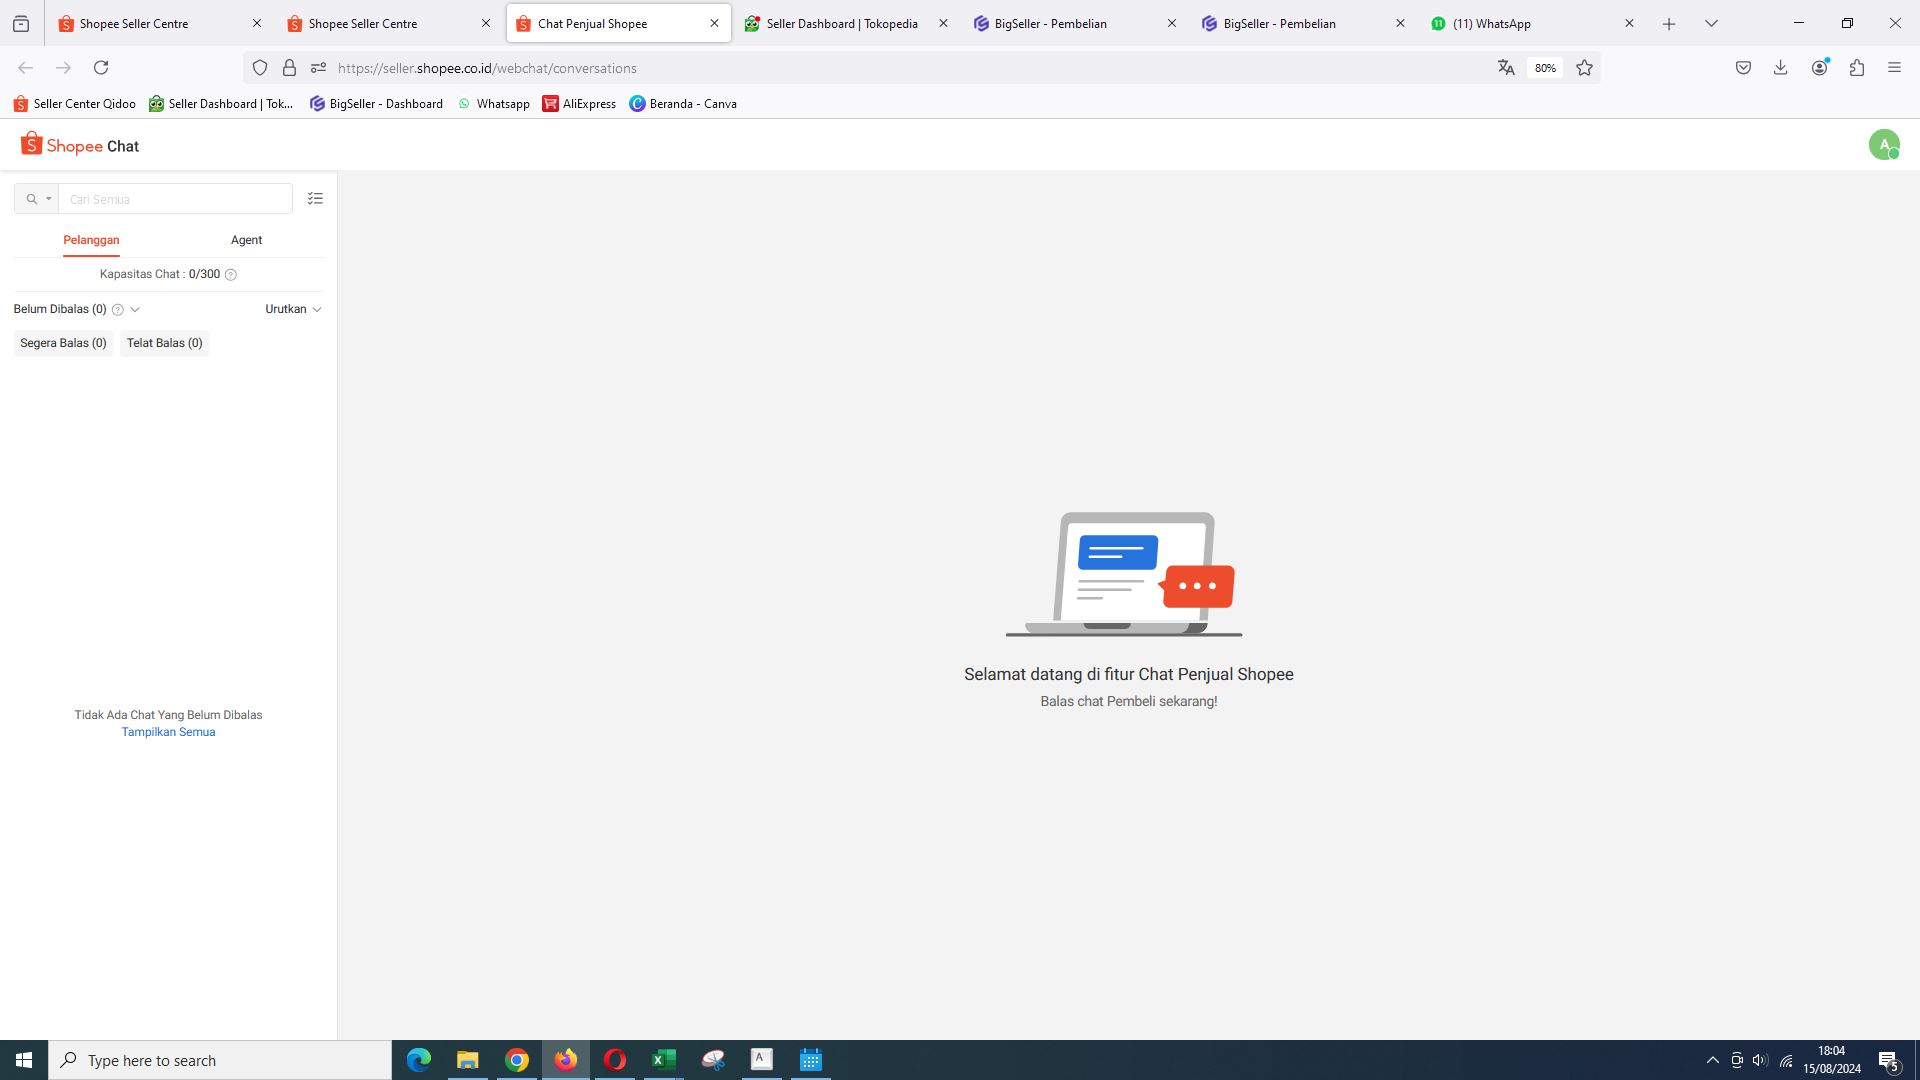 Shopee Seller Centre
Shopee Seller Centre
Chat Penjual Shopee
Seller Dashboard | Tokopedia
BigSeller - Pembelian
BigSeller - Pembelian
(11) WhatsApp
https://seller.shopee.co.id/webchat/conversations
80%
Seller Center Qidoo
Seller Dashboard | Tok...
BigSeller - Dashboard
Whatsapp
AliExpress
Beranda - Canva
Shopee Chat
A
Cari Semua
Pelanggan
Agent
Kapasitas Chat : 0/300
Belum Dibalas (0)
Urutkan
Segera Balas (0)
Telat Balas (0)
Tidak Ada Chat Yang Belum Dibalas
Tampilkan Semua
Selamat datang di fitur Chat Penjual Shopee
Balas chat Pembeli sekarang!
Type here to search
18:04
15/08/2024
5